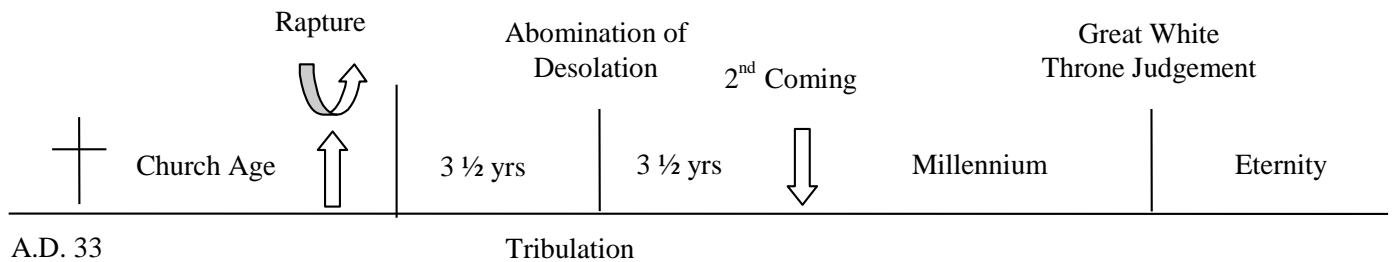 Rapture
Abomination of
Desolation
2nd Coming
Great White
Throne Judgement
Church Age
3 ½ yrs
3 ½ yrs
Millennium
Eternity
A.D. 33
Tribulation